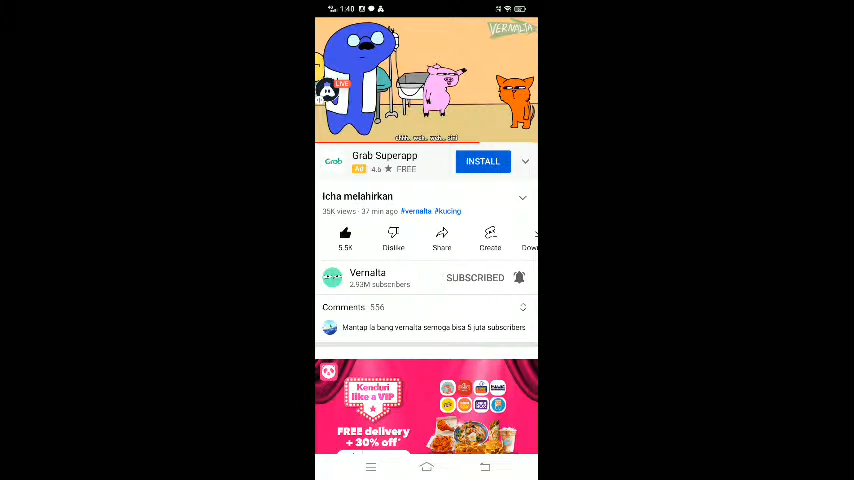 1.40
VERNALTA
LIVE
Grab
Grab Superapp
Ad 4.5 ★ FREE
INSTALL
Icha melahirkan
35K views · 37 min ago #vernalta #kucing
5.5K
Dislike
Share
Create
Vernalta
2.93M subscribers
SUBSCRIBED
Comments 556
Mantap la bang vernalta semoga bisa 5 juta subscribers
Kenduri
like a VIP
FREE delivery
+ 30% off*